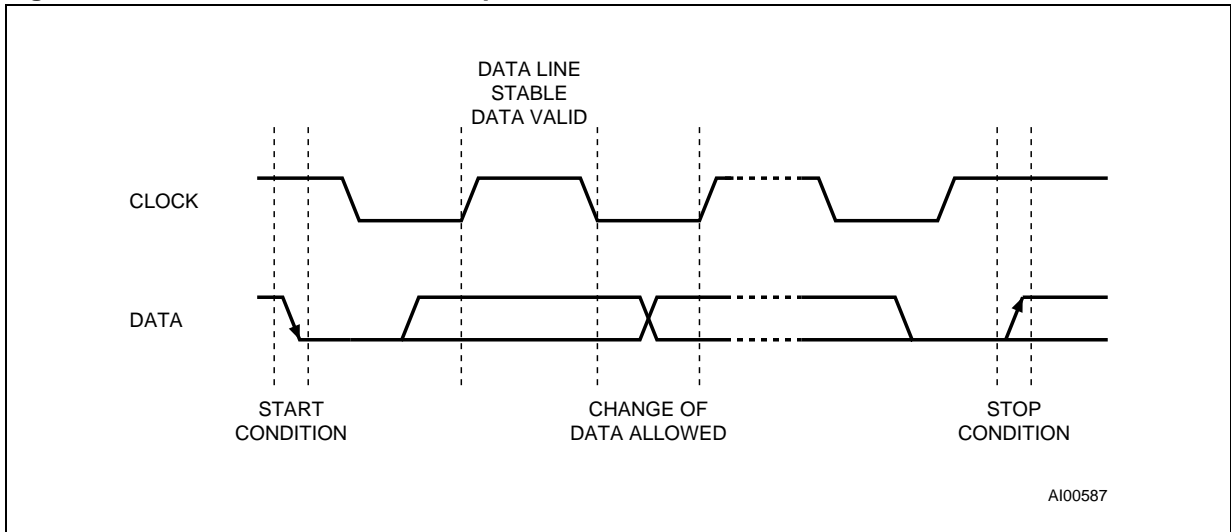 DATA LINE
STABLE
DATA VALID
CLOCK
DATA
START
CONDITION
CHANGE OF
DATA ALLOWED
STOP
CONDITION
AI00587